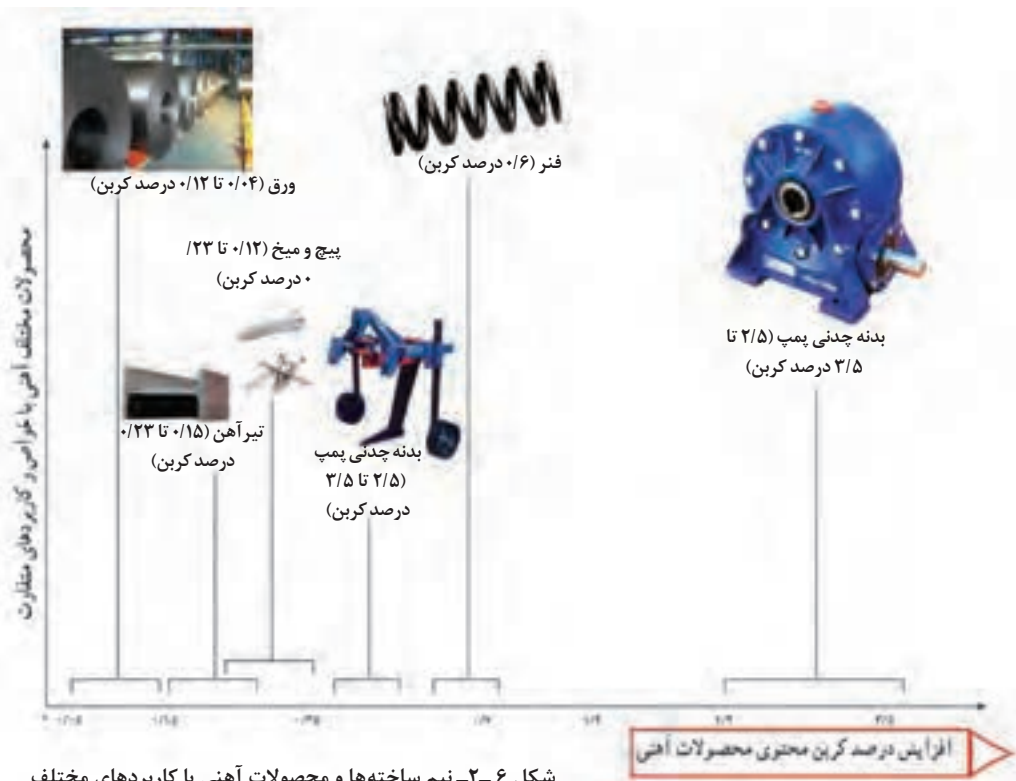 ورق (۰/۰۴ تا ۰/۱۲ درصد کربن)
فنر (۰/۶ درصد کربن)
پیچ و میخ (۰/۱۲ تا ۲۳/
۰ درصد کربن)
بدنه چدنی پمپ (۲/۵ تا
۳/۵ درصد کربن)
تیرآهن (۰/۱۵ تا ۰/۲۳
درصد کربن)
بدنه چدنی پمپ
(۲/۵ تا ۳/۵
درصد کربن)
محصولات مختلف آهنی با خواص و کاربردهای متفاوت
افزایش درصد کربن محتوی محصولات آهنی
شکل ۶ـ۲ـ نیم ساخته‌ها و محصولات آهنی با کاربردهای مختلف